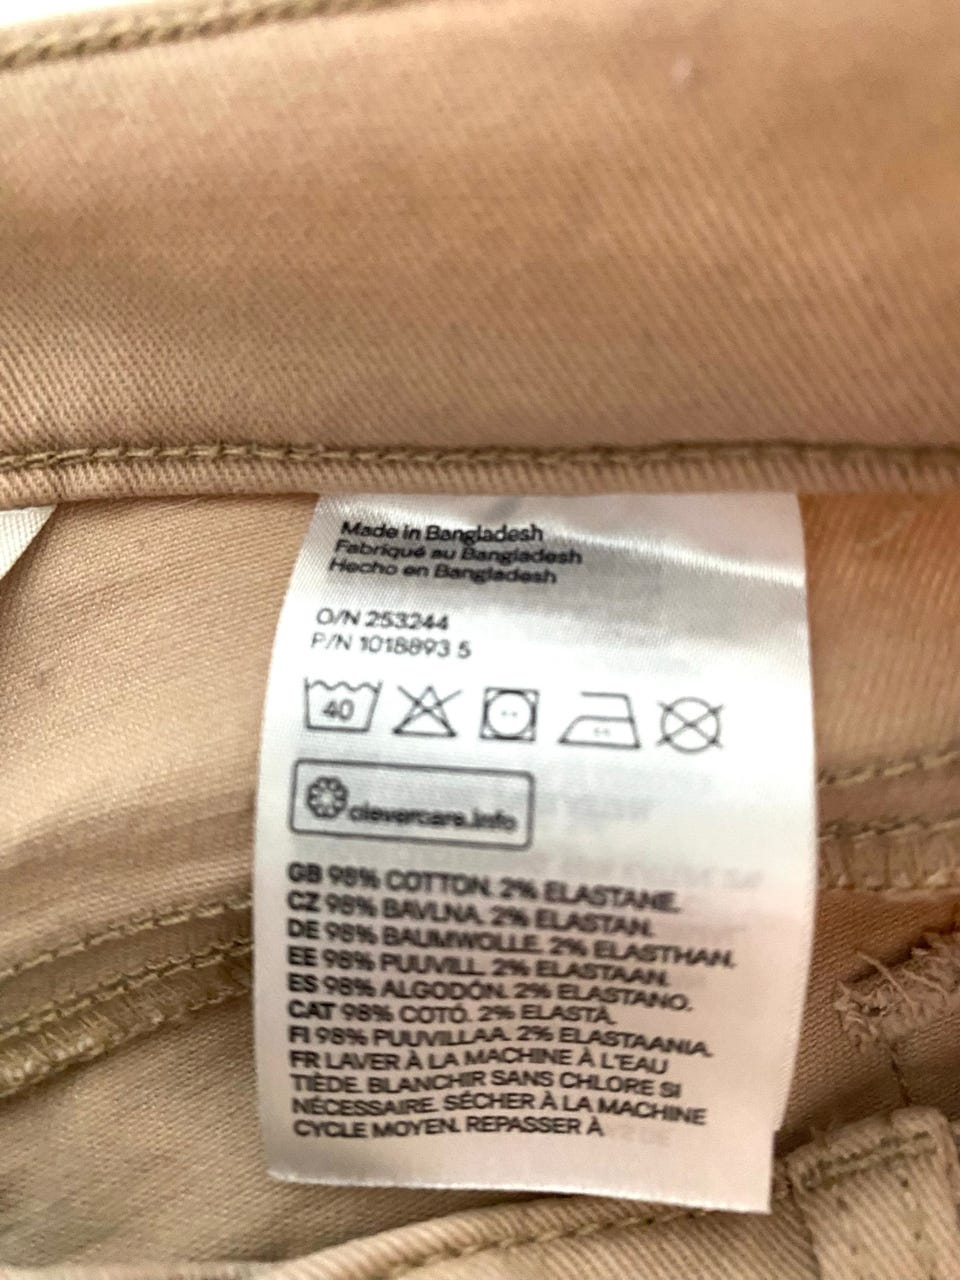 Made in Bangladesh
Fabriqué au Bangladesh
Hecho en Bangladesh
O/N 253244
P/N 1018893 5
40
clevercare.info
GB 98% COTTON. 2% ELASTANE.
CZ 98% BAVLNA. 2% ELASTAN.
DE 98% BAUMWOLLE. 2% ELASTHAN.
EE 98% PUUVILL. 2% ELASTAAN.
ES 98% ALGODÓN. 2% ELASTANO.
CAT 98% COTÓ. 2% ELASTÀ.
FI 98% PUUVILLAA. 2% ELASTAANIA.
FR LAVER À LA MACHINE À L'EAU
TIÈDE. BLANCHIR SANS CHLORE SI
NÉCESSAIRE. SÉCHER À LA MACHINE
CYCLE MOYEN. REPASSER À